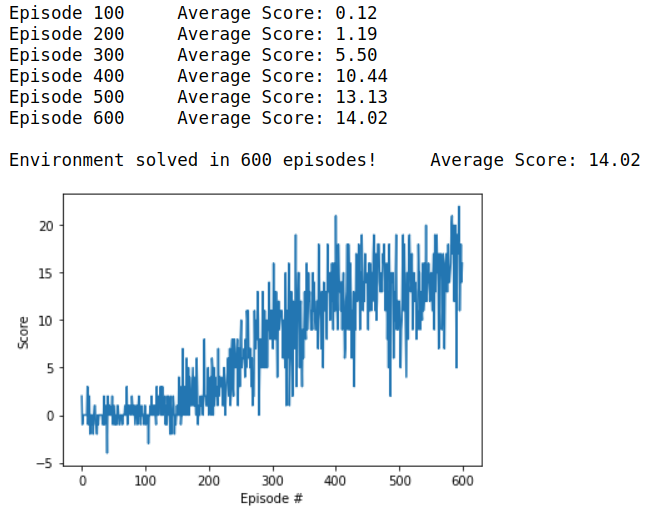 Episode 100     Average Score: 0.12
Episode 200     Average Score: 1.19
Episode 300     Average Score: 5.50
Episode 400     Average Score: 10.44
Episode 500     Average Score: 13.13
Episode 600     Average Score: 14.02
Environment solved in 600 episodes!     Average Score: 14.02
20
15
10
5
0
−5
Score
0 100 200 300 400 500 600
Episode #